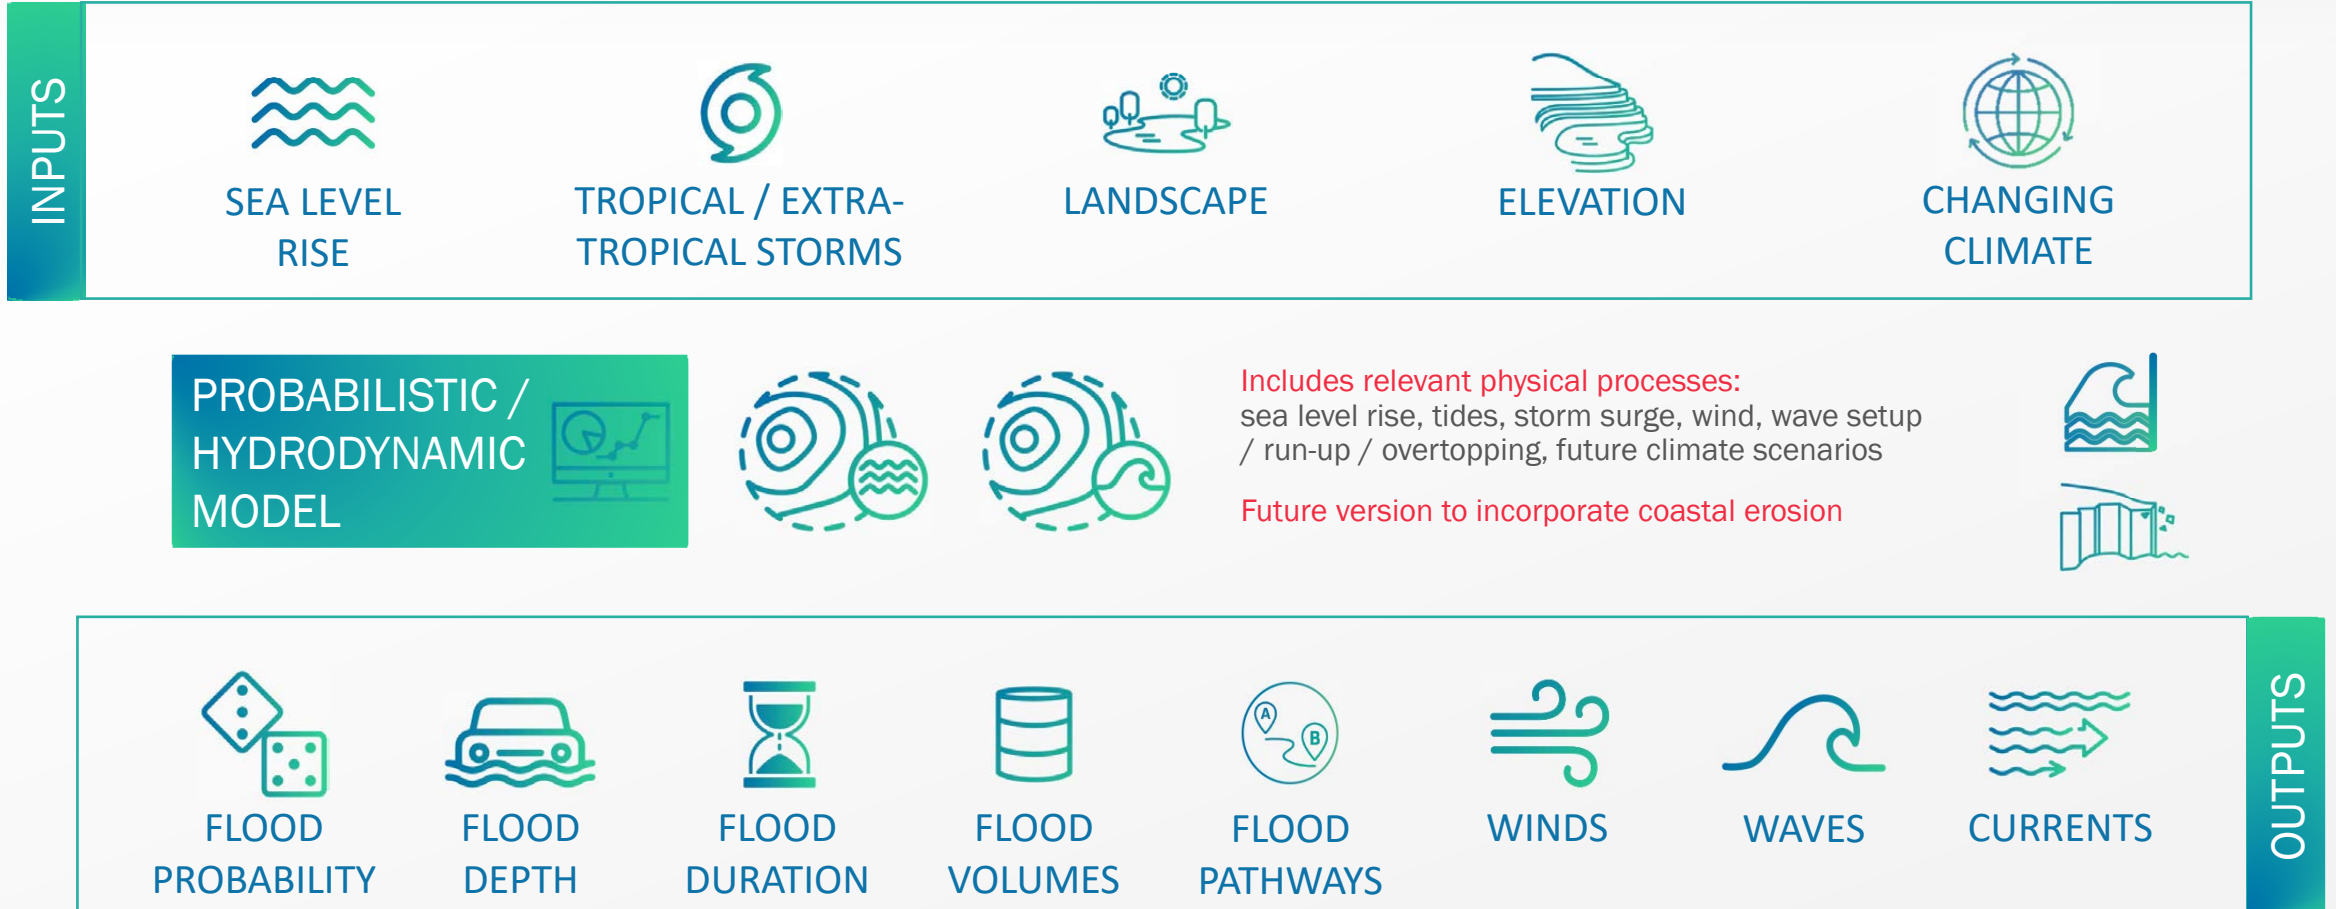 INPUTS
SEA LEVEL
RISE
TROPICAL / EXTRA-
TROPICAL STORMS
LANDSCAPE
ELEVATION
CHANGING
CLIMATE
PROBABILISTIC /
HYDRODYNAMIC
MODEL
Includes relevant physical processes:
sea level rise, tides, storm surge, wind, wave setup
/ run-up / overtopping, future climate scenarios
Future version to incorporate coastal erosion
A
B
FLOOD
PROBABILITY
FLOOD
DEPTH
FLOOD
DURATION
FLOOD
VOLUMES
FLOOD
PATHWAYS
WINDS
WAVES
CURRENTS
OUTPUTS